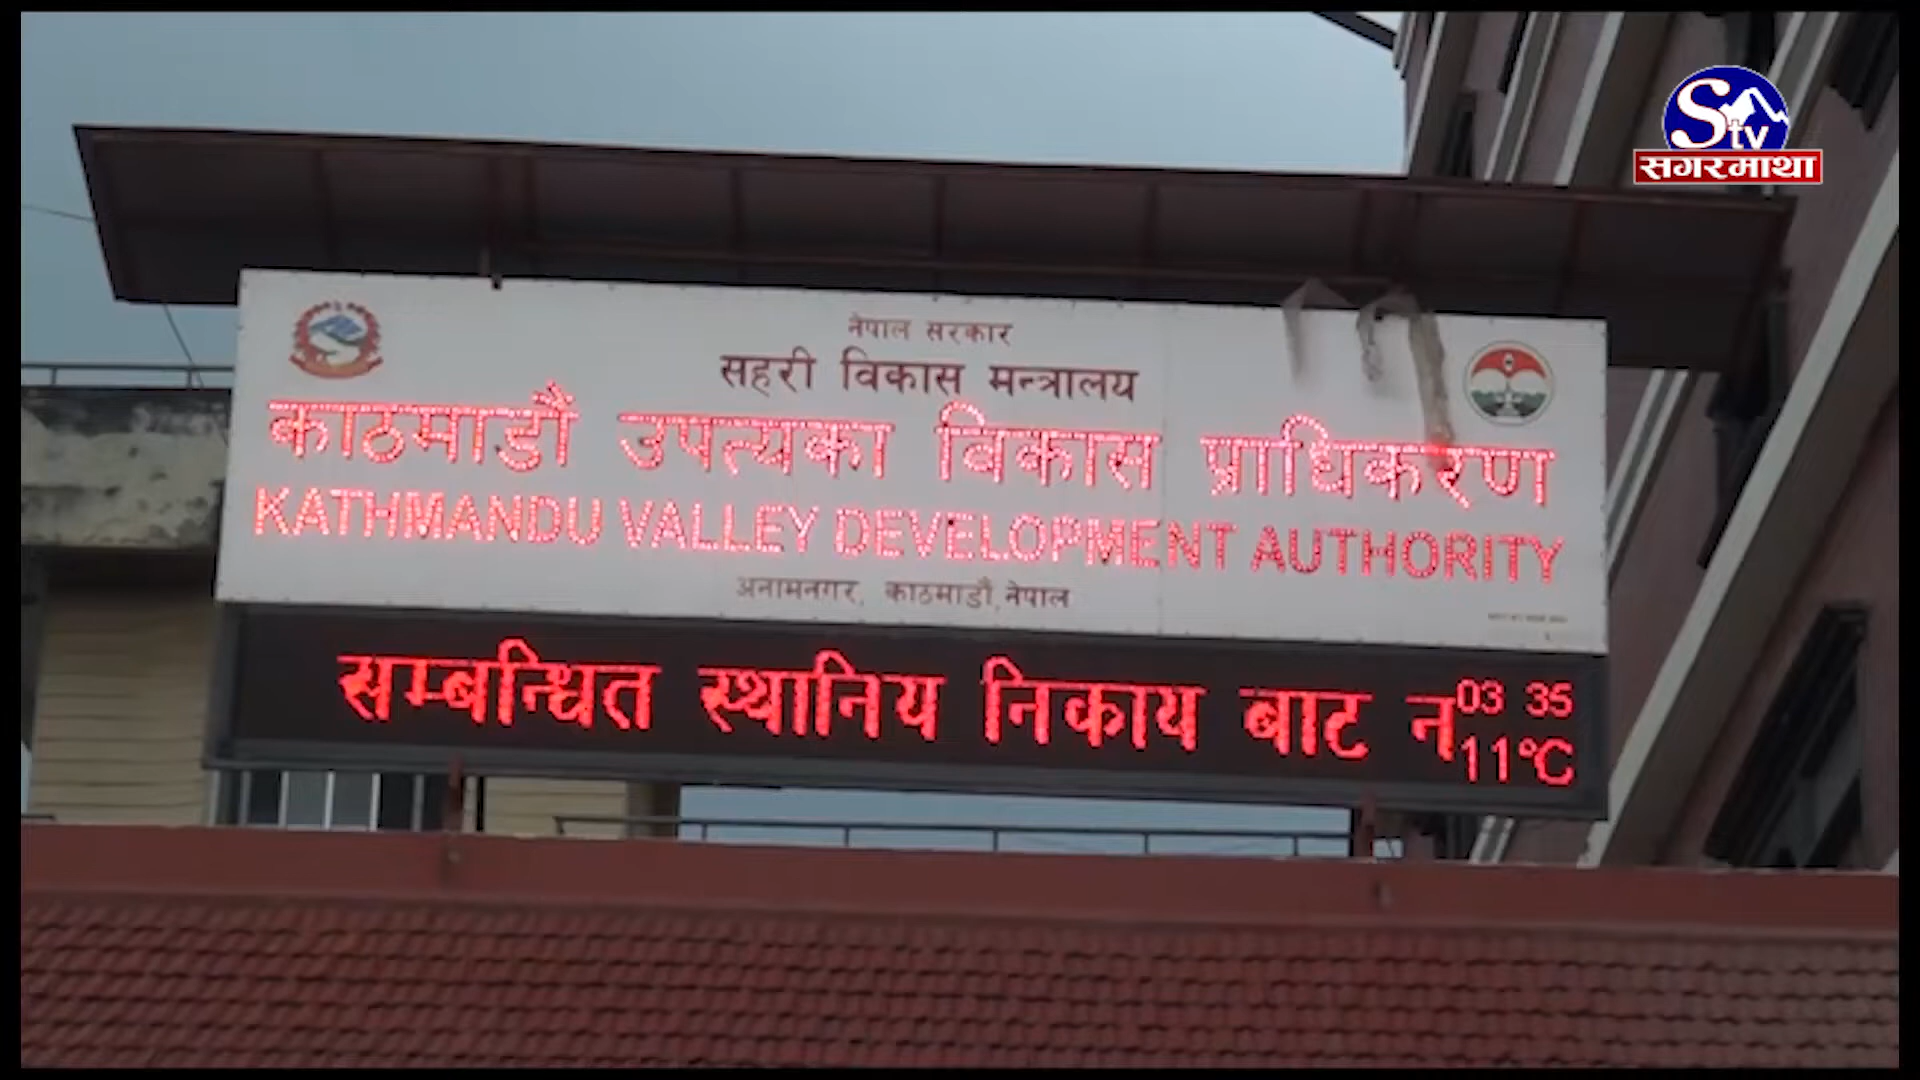 Stv
सगरमाथा
नेपाल सरकार
सहरी विकास मन्त्रालय
काठमाडौं उपत्यका विकास प्राधिकरण
KATHMANDU VALLEY DEVELOPMENT AUTHORITY
अनामनगर, काठमाडौं, नेपाल
सम्बन्धित स्थानिय निकाय बाट न
03 35
11°C